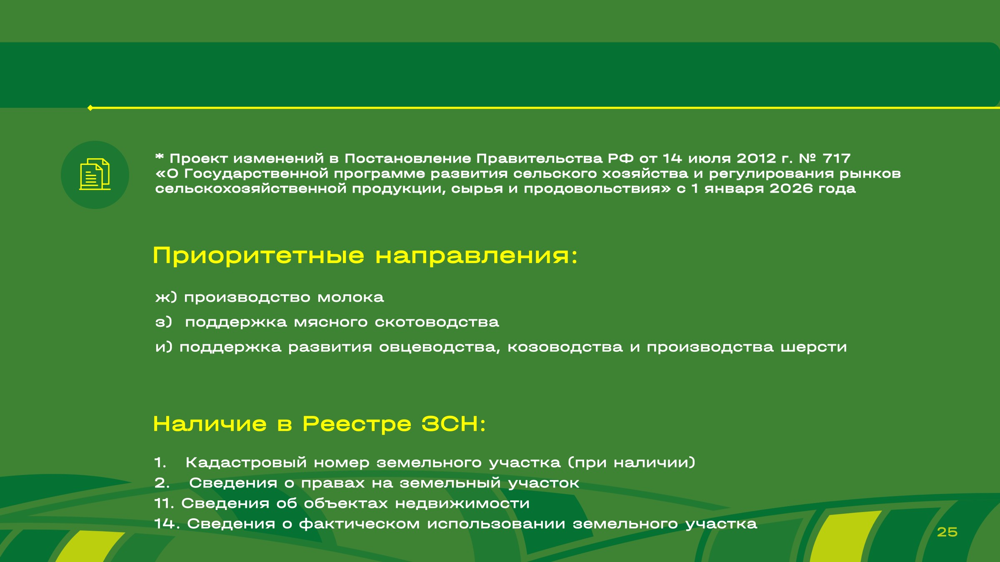 * Проект изменений в Постановление Правительства РФ от 14 июля 2012 г. № 717
«О Государственной программе развития сельского хозяйства и регулирования рынков
сельскохозяйственной продукции, сырья и продовольствия» с 1 января 2026 года
Приоритетные направления:
ж) производство молока
з) поддержка мясного скотоводства
и) поддержка развития овцеводства, козоводства и производства шерсти
Наличие в Реестре ЗСН:
1. Кадастровый номер земельного участка (при наличии)
2. Сведения о правах на земельный участок
11. Сведения об объектах недвижимости
14. Сведения о фактическом использовании земельного участка
25